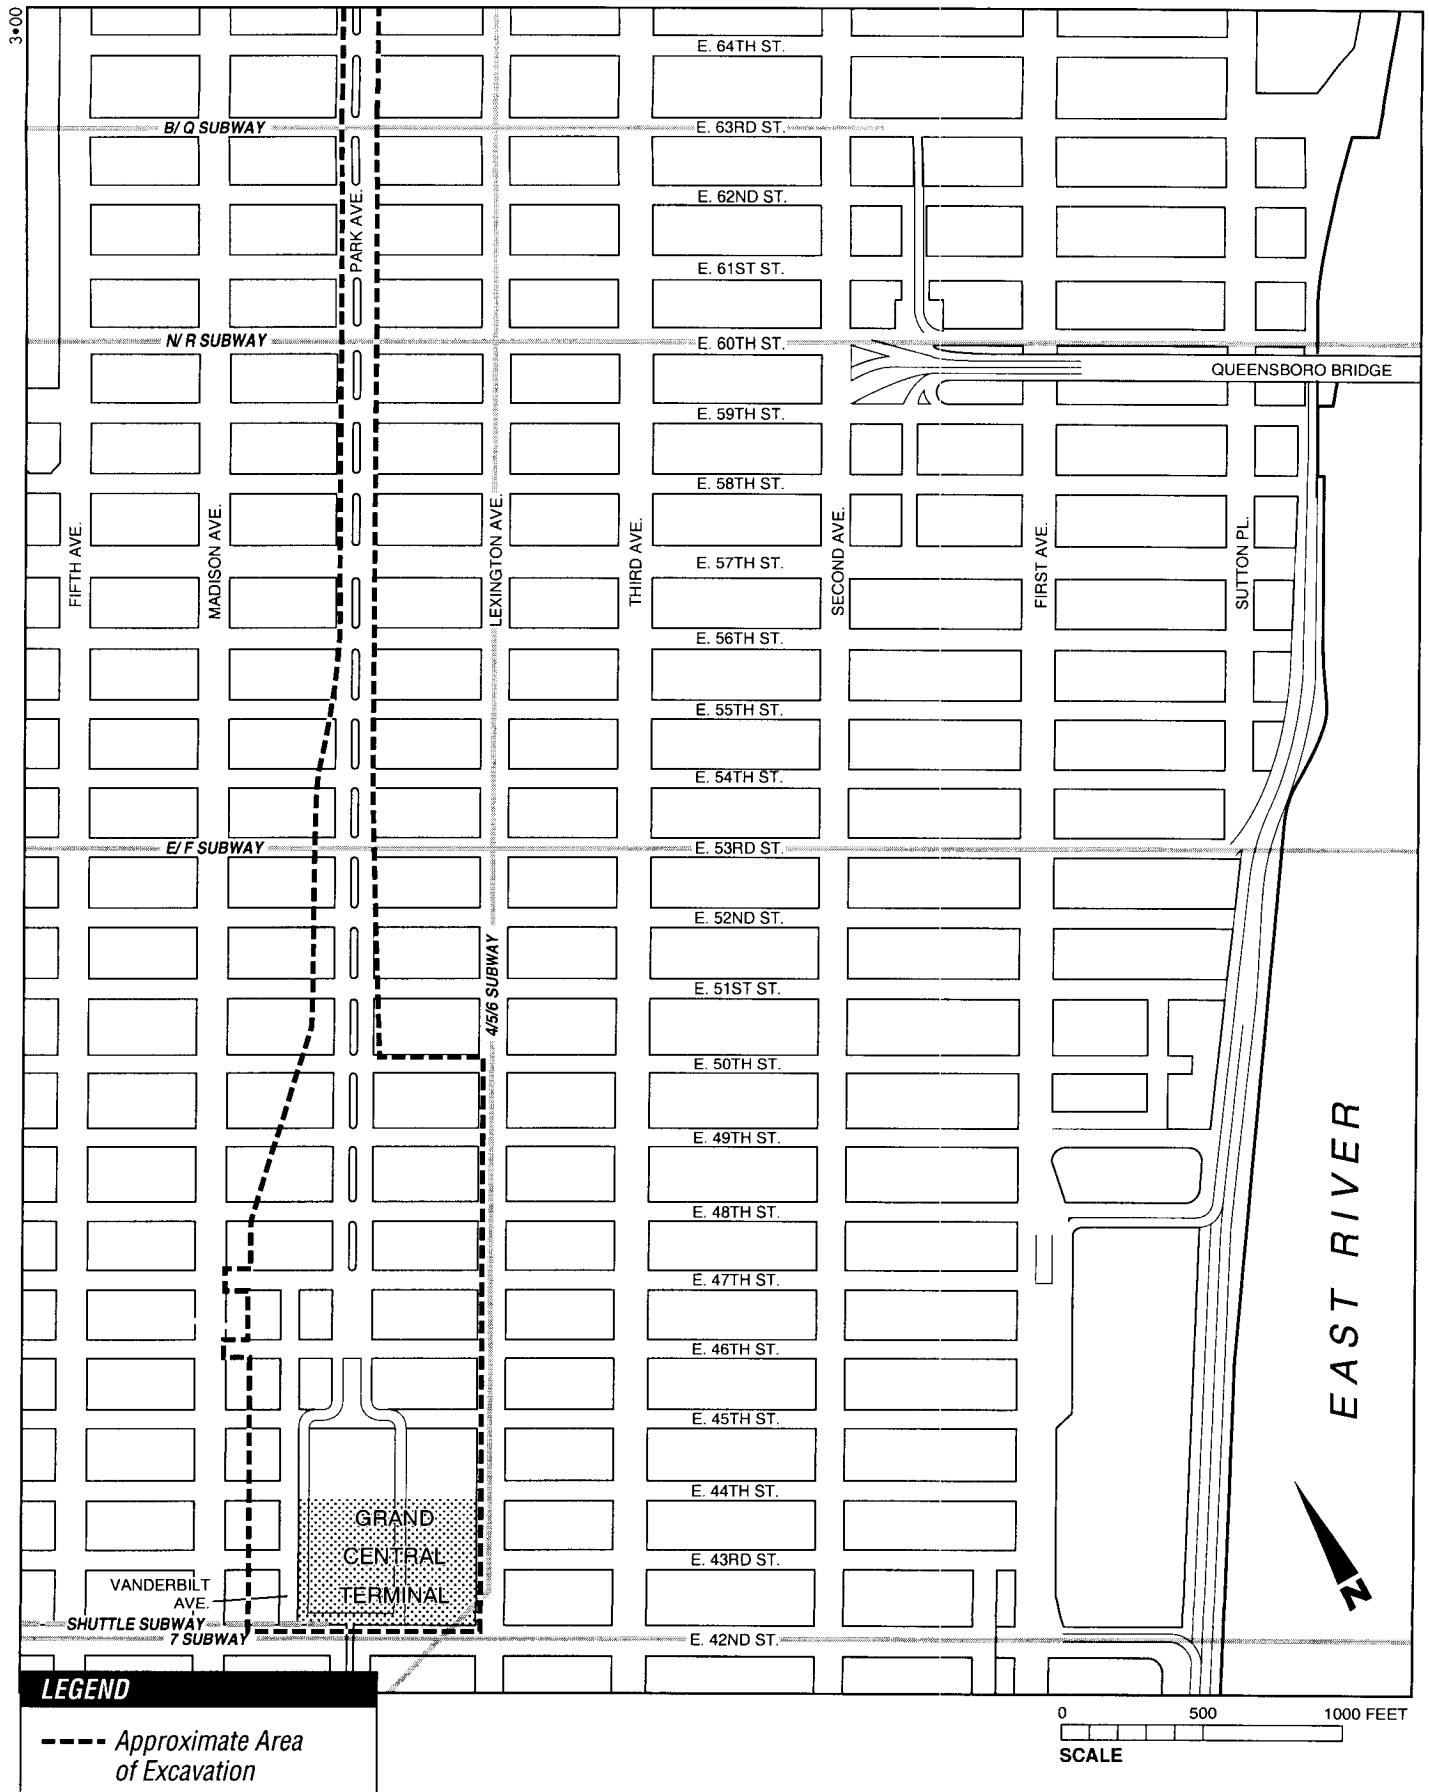 3•00
E. 64TH ST.
B/Q SUBWAY
E. 63RD ST.
E. 62ND ST.
PARK AVE.
E. 61ST ST.
N/R SUBWAY
E. 60TH ST.
QUEENSBORO BRIDGE
E. 59TH ST.
E. 58TH ST.
FIFTH AVE.
MADISON AVE.
LEXINGTON AVE.
THIRD AVE.
SECOND AVE.
FIRST AVE.
SUTTON PL.
E. 57TH ST.
E. 56TH ST.
E. 55TH ST.
E. 54TH ST.
E/F SUBWAY
E. 53RD ST.
E. 52ND ST.
4/5/6 SUBWAY
E. 51ST ST.
E. 50TH ST.
E. 49TH ST.
E. 48TH ST.
EAST RIVER
E. 47TH ST.
E. 46TH ST.
E. 45TH ST.
E. 44TH ST.
GRAND
CENTRAL
TERMINAL
E. 43RD ST.
VANDERBILT
AVE.
N
SHUTTLE SUBWAY
7 SUBWAY
E. 42ND ST.
LEGEND
Approximate Area
of Excavation
0 500 1000 FEET
SCALE